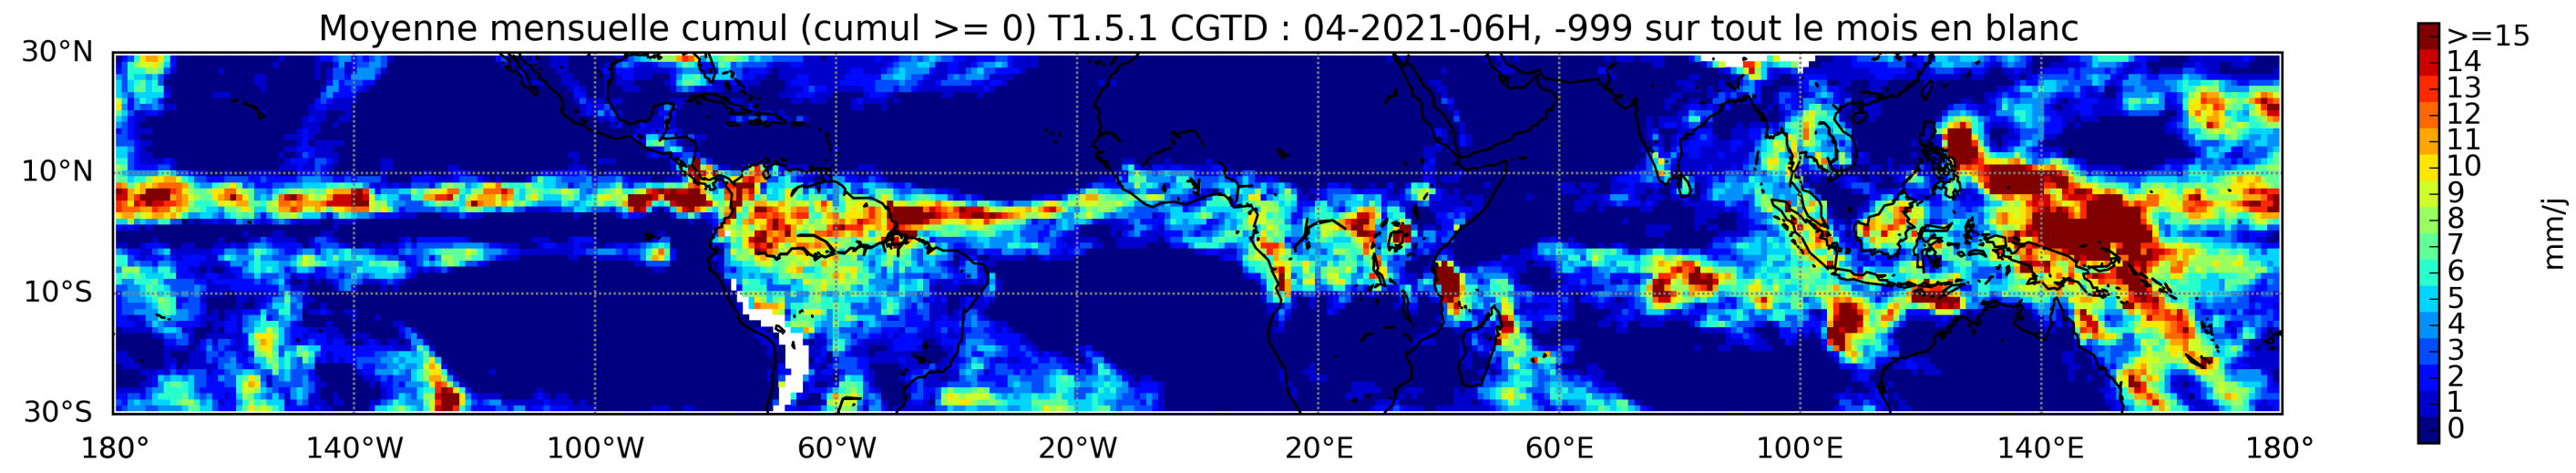 Moyenne mensuelle cumul (cumul >= 0) T1.5.1 CGTD : 04-2021-06H, -999 sur tout le mois en blanc
30°N
10°N
10°S
30°S
180°
140°W
100°W
60°W
20°W
20°E
60°E
100°E
140°E
180°
>=15
14
13
12
11
10
9
8
7
6
5
4
3
2
1
0
mm/j